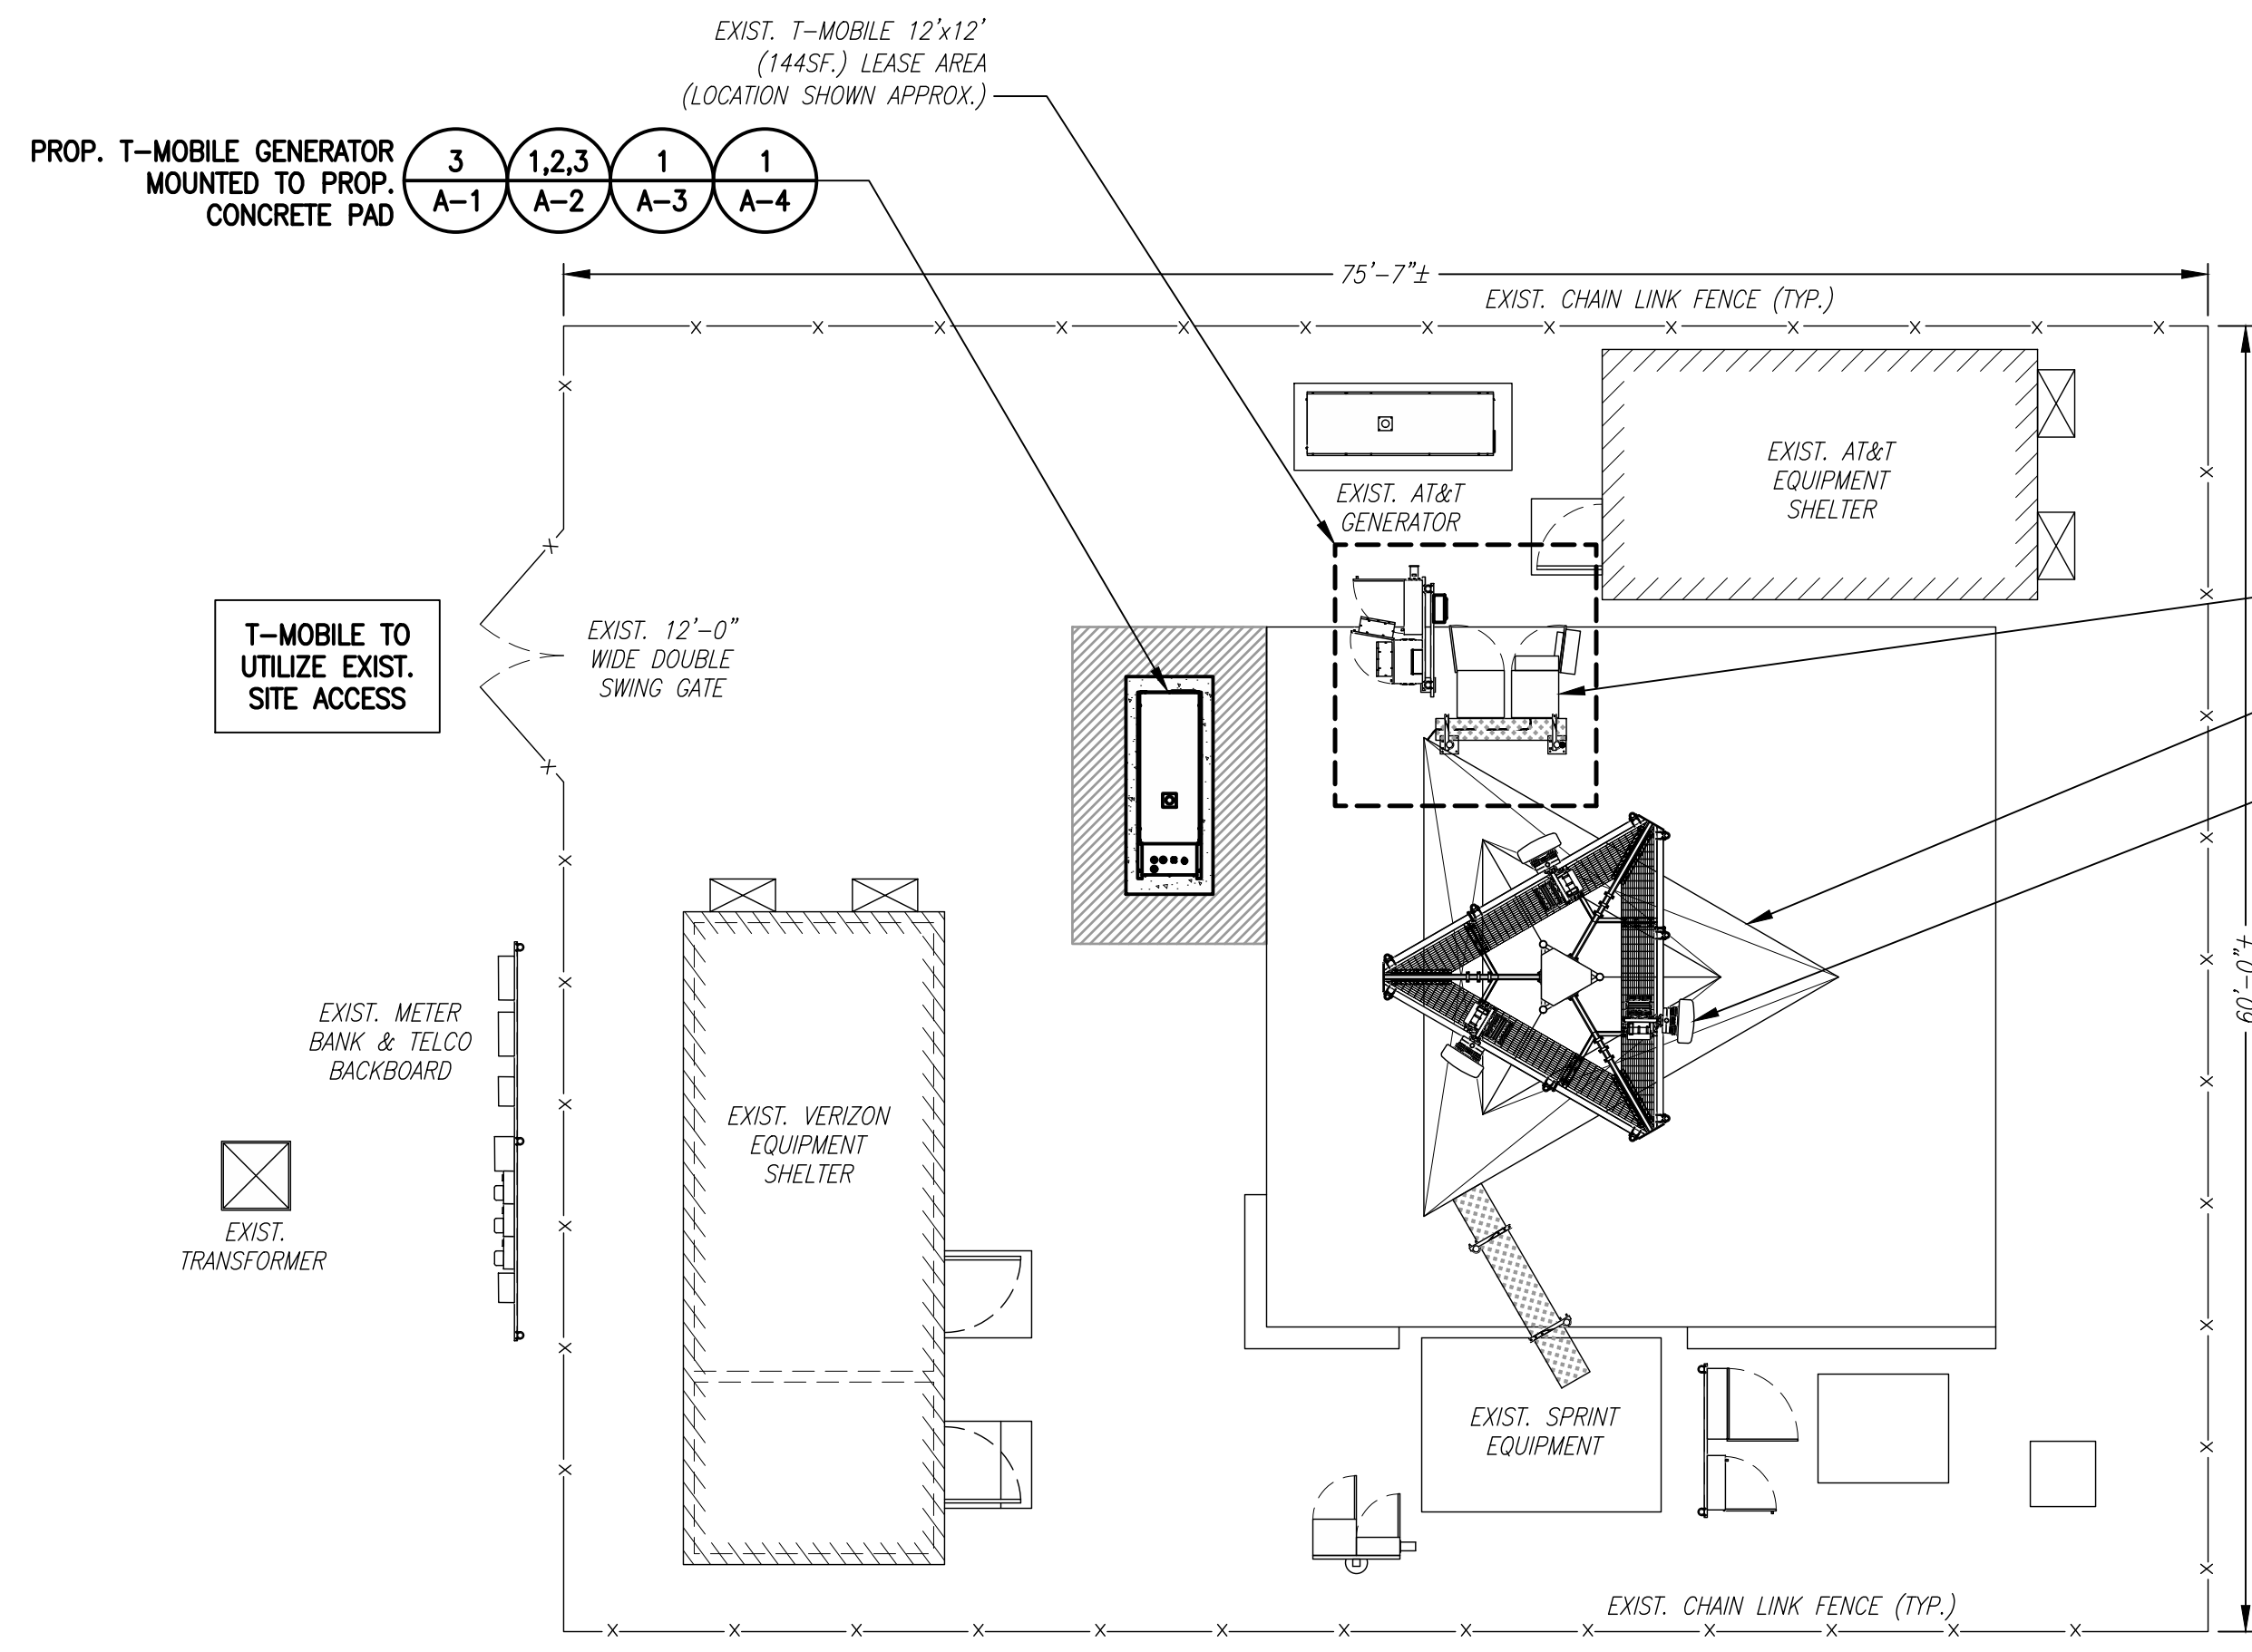 EXIST. T-MOBILE 12'x12'
(144SF.) LEASE AREA
(LOCATION SHOWN APPROX.)
PROP. T-MOBILE GENERATOR
MOUNTED TO PROP.
CONCRETE PAD
3
A-1
1,2,3
A-2
1
A-3
1
A-4
75'-7"±
EXIST. CHAIN LINK FENCE (TYP.)
EXIST. AT&T
EQUIPMENT
SHELTER
EXIST. AT&T
GENERATOR
T-MOBILE TO
UTILIZE EXIST.
SITE ACCESS
EXIST. 12'-0"
WIDE DOUBLE
SWING GATE
60'-0"±
EXIST. METER
BANK & TELCO
BACKBOARD
EXIST. VERIZON
EQUIPMENT
SHELTER
EXIST.
TRANSFORMER
EXIST. SPRINT
EQUIPMENT
EXIST. CHAIN LINK FENCE (TYP.)